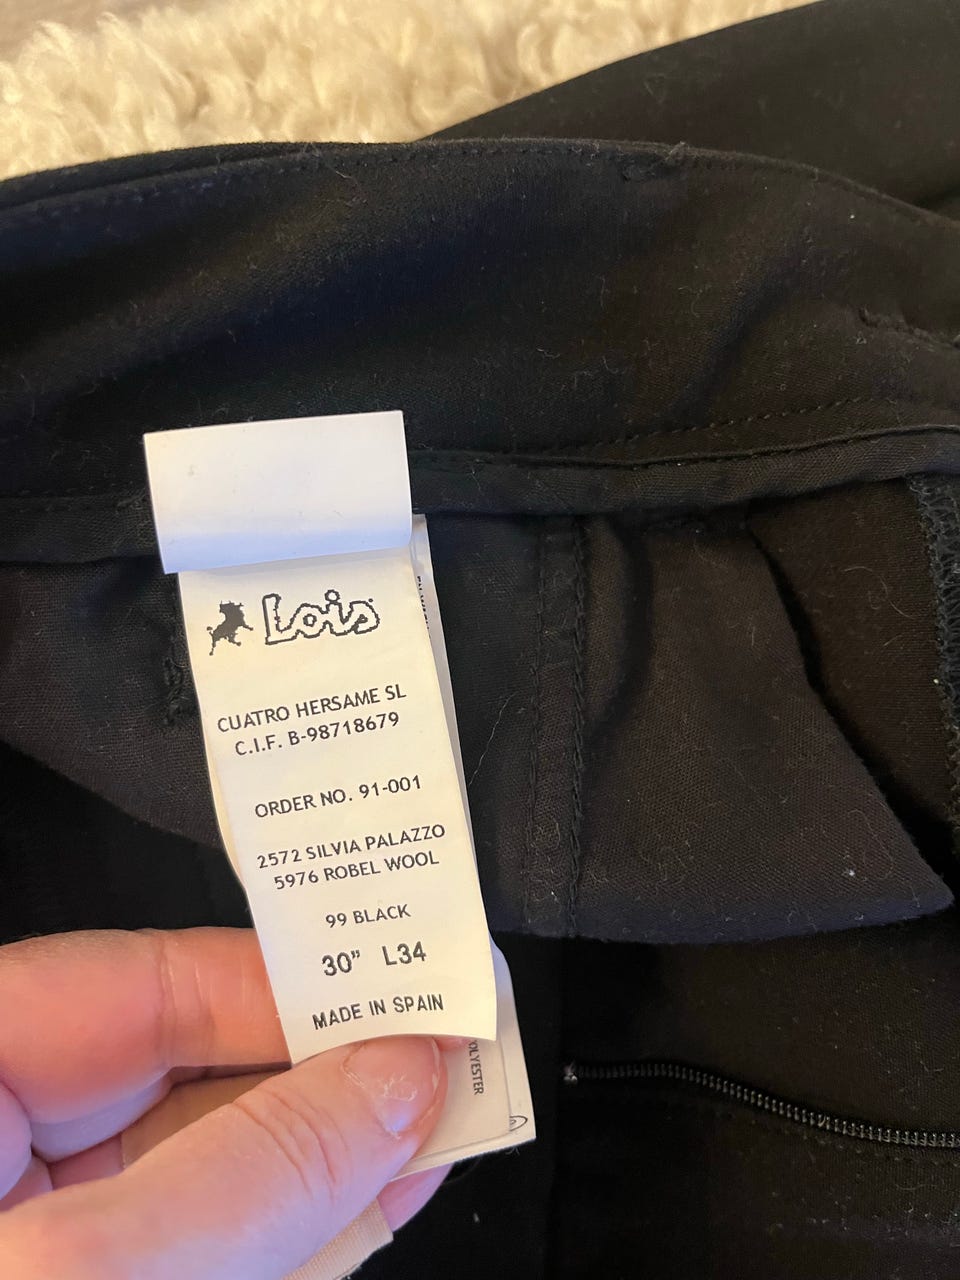 Lois
CUATRO HERSAME SL
C.I.F. B-98718679
ORDER NO. 91-001
2572 SILVIA PALAZZO
5976 ROBEL WOOL
99 BLACK
30” L34
MADE IN SPAIN